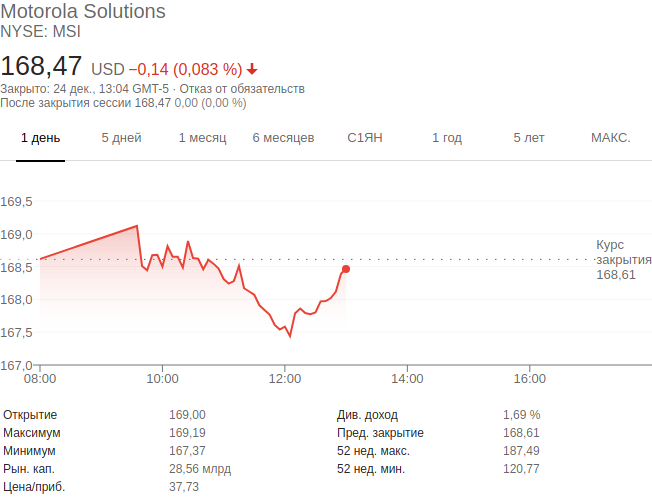 Motorola Solutions
NYSE: MSI
168,47 USD −0,14 (0,083 %)
Закрыто: 24 дек., 13:04 GMT-5 · Отказ от обязательств
После закрытия сессии 168,47 0,00 (0,00 %)
1 день 5 дней 1 месяц 6 месяцев С1ЯН 1 год 5 лет МАКС.
169,5
169,0
168,5
168,0
167,5
167,0
Курс
закрытия
168,61
08:00 10:00 12:00 14:00 16:00
Открытие 169,00 Див. доход 1,69 %
Максимум 169,19 Пред. закрытие 168,61
Минимум 167,37 52 нед. макс. 187,49
Рын. кап. 28,56 млрд 52 нед. мин. 120,77
Цена/приб. 37,73